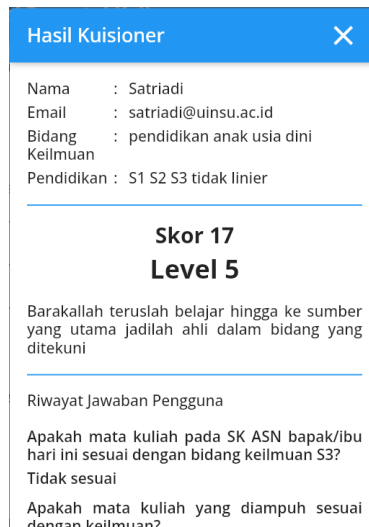 Hasil Kuisioner
Nama : Satriadi
Email : satriadi@uinsu.ac.id
Bidang Keilmuan : pendidikan anak usia dini
Pendidikan : S1 S2 S3 tidak linier
Skor 17
Level 5
Barakallah teruslah belajar hingga ke sumber
yang utama jadilah ahli dalam bidang yang
ditekuni
Riwayat Jawaban Pengguna
Apakah mata kuliah pada SK ASN bapak/ibu
hari ini sesuai dengan bidang keilmuan S3?
Tidak sesuai
Apakah mata kuliah yang diampuh sesuai
dengan keilmuan?